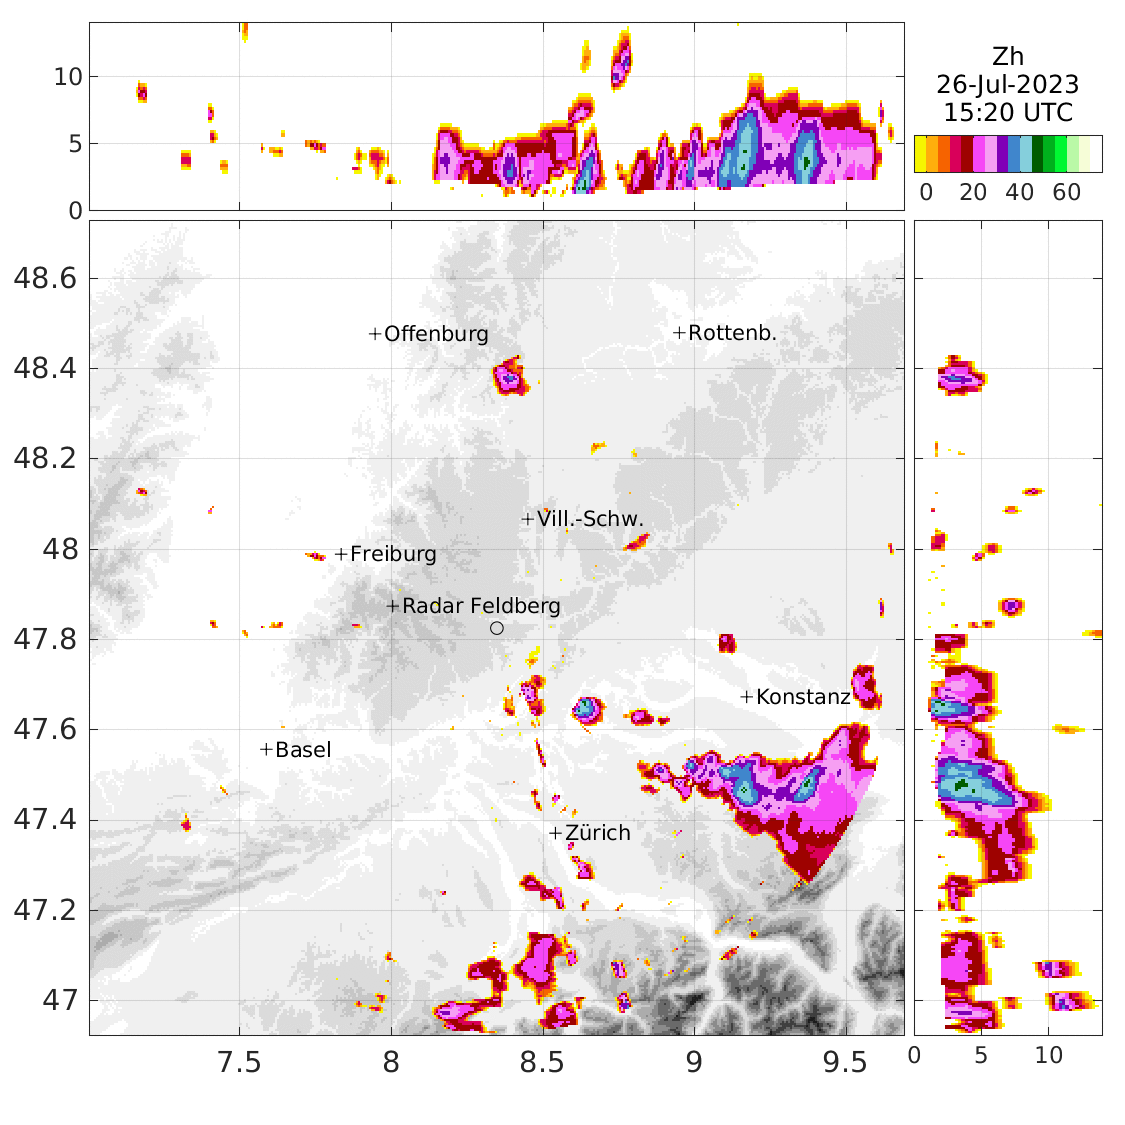 Zh
26-Jul-2023
15:20 UTC
0 20 40 60
10
5
0
48.6
48.4
48.2
48
47.8
47.6
47.4
47.2
47
+Offenburg
+Rottenb.
+Vill.-Schw.
+Freiburg
+Radar Feldberg
+Konstanz
+Basel
+Zürich
7.5 8 8.5 9 9.5
0 5 10